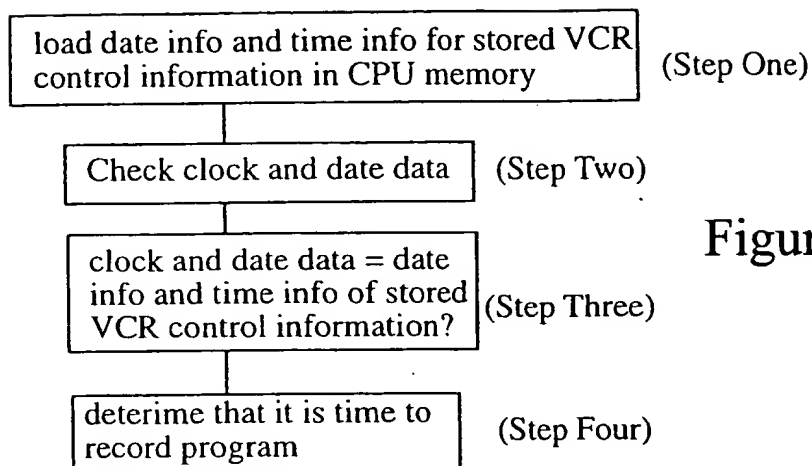 load date info and time info for stored VCR
control information in CPU memory
(Step One)
Check clock and date data
(Step Two)
clock and date data = date
info and time info of stored
VCR control information?
(Step Three)
Figur
deterime that it is time to
record program
(Step Four)